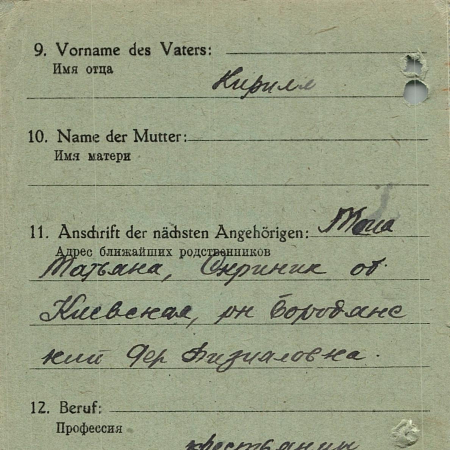 9. Vorname des Vaters:
Имя отца
Кирилл
10. Name der Mutter:
Имя матери
11. Anschrift der nächsten Angehörigen:
Адрес ближайших родственников
Татьяна, Скриник об.
Киевская, рн Бородянс
кий
12. Beruf:
Профессия
крестьянин